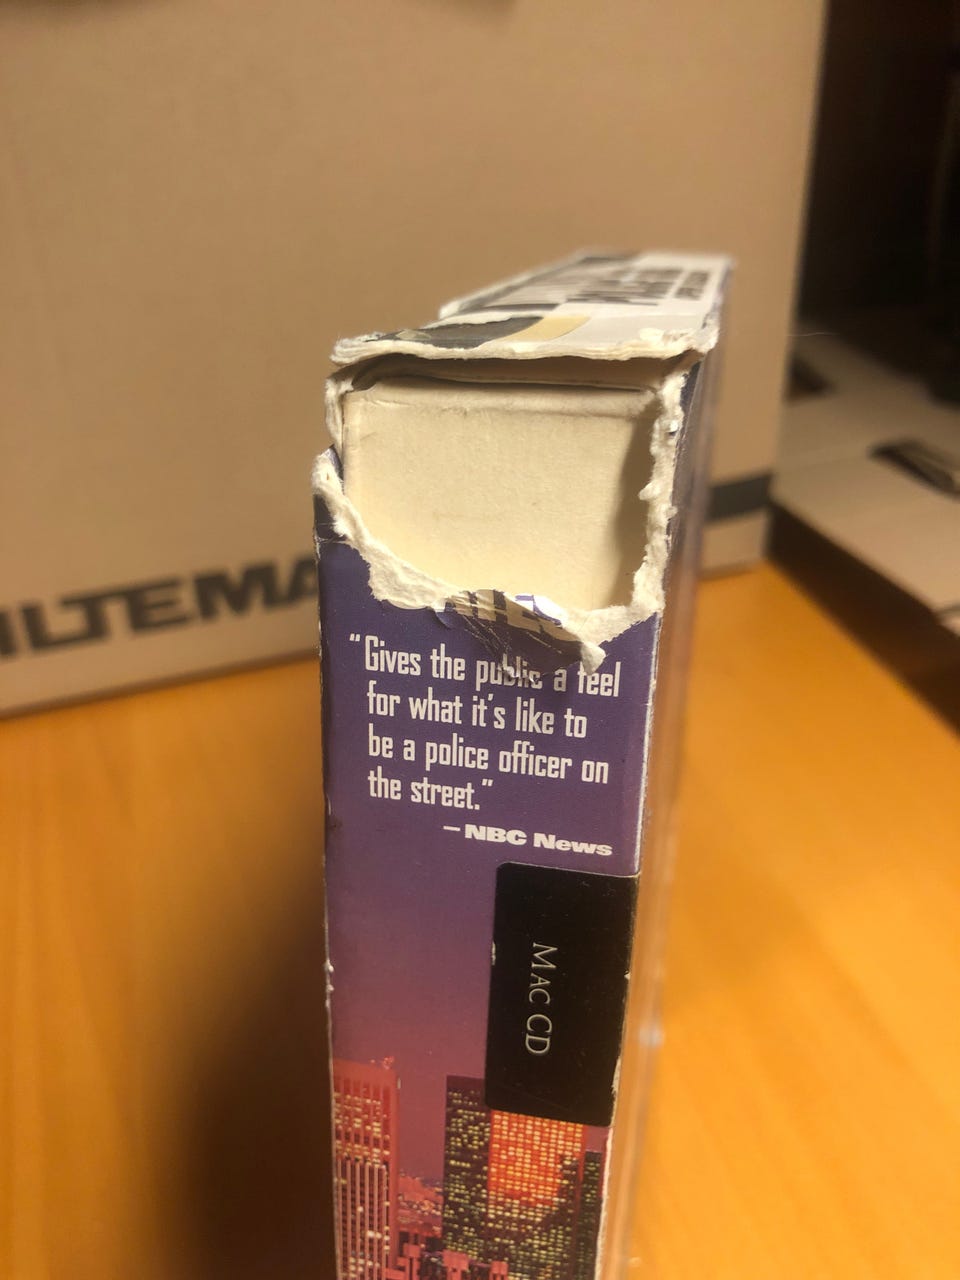 ILTEMA
“Gives the public a feel
for what it's like to
be a police officer on
the street.”
– NBC News
MAC CD